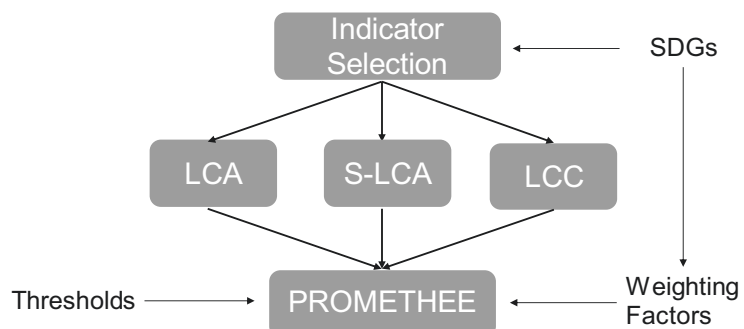 Indicator
Selection
SDGs
LCA
S-LCA
LCC
Thresholds
PROMETHEE
Weighting
Factors